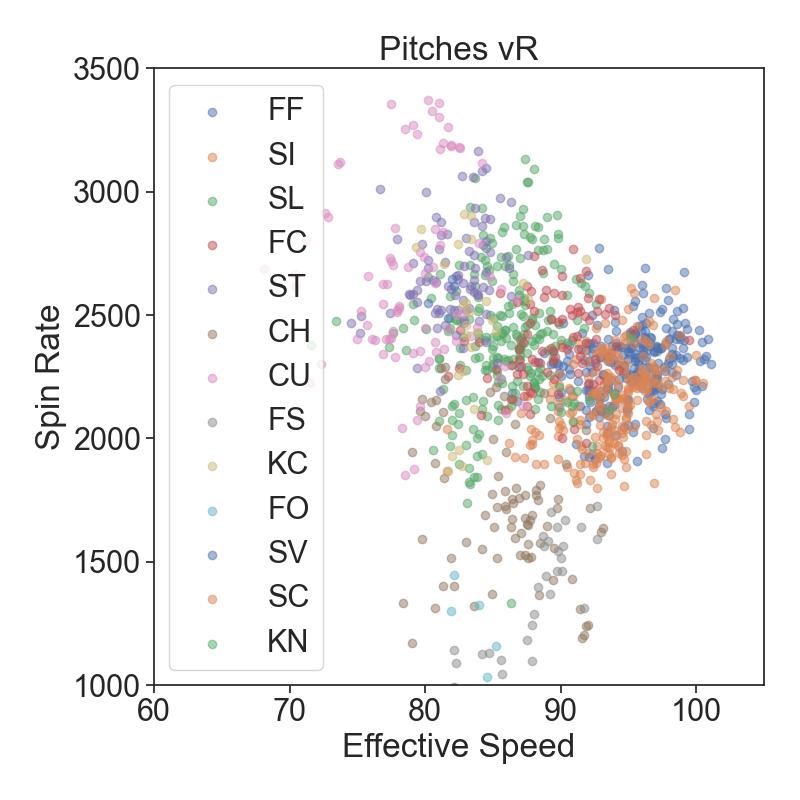 Pitches vR
3500
3000
2500
2000
1500
1000
Spin Rate
FF
SI
SL
FC
ST
CH
CU
FS
KC
FO
SV
SC
KN
60 70 80 90 100
Effective Speed